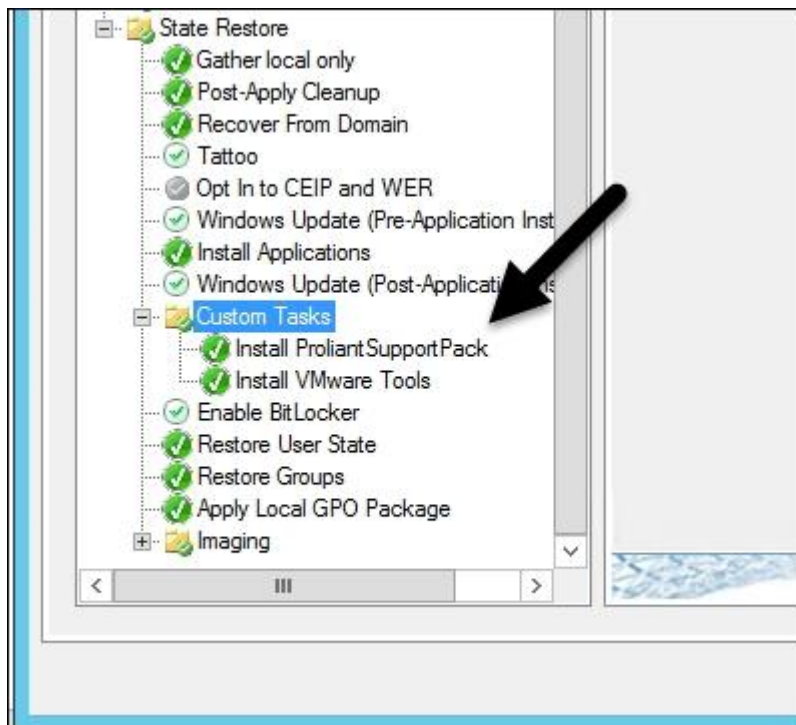 State Restore
Gather local only
Post-Apply Cleanup
Recover From Domain
Tattoo
Opt In to CEIP and WER
Windows Update (Pre-Application Inst
Install Applications
Windows Update (Post-Applicati
Custom Tasks
Install ProliantSupportPack
Install VMware Tools
Enable BitLocker
Restore User State
Restore Groups
Apply Local GPO Package
Imaging